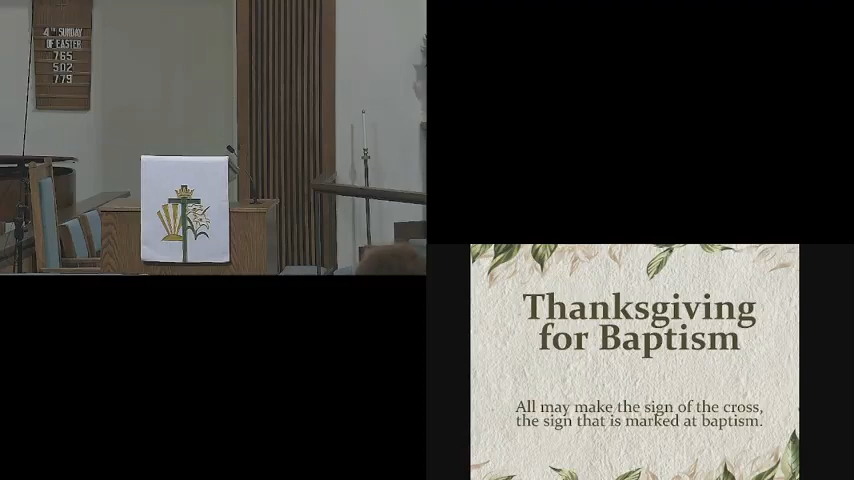 4TH SUNDAY
OF EASTER
765
502
779
Thanksgiving
for Baptism
All may make the sign of the cross,
the sign that is marked at baptism.